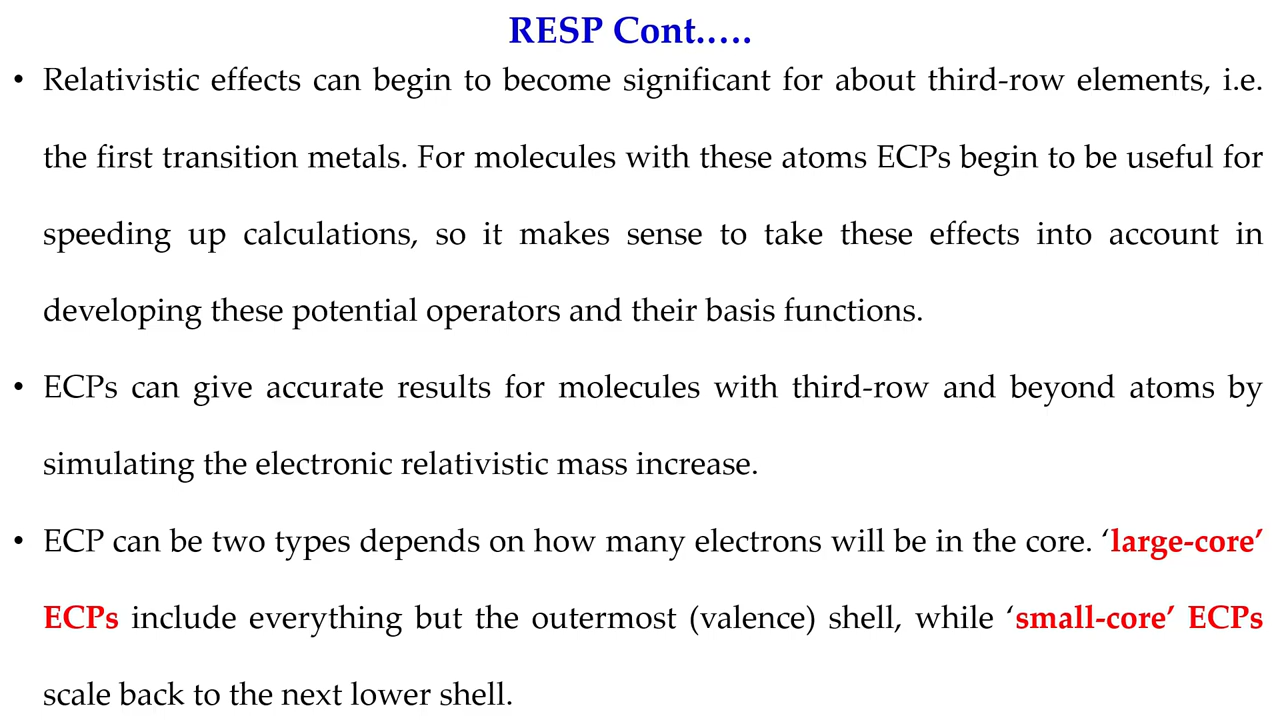 RESP Cont.….
• Relativistic effects can begin to become significant for about third-row elements, i.e.
the first transition metals. For molecules with these atoms ECPs begin to be useful for
speeding up calculations, so it makes sense to take these effects into account in
developing these potential operators and their basis functions.
• ECPs can give accurate results for molecules with third-row and beyond atoms by
simulating the electronic relativistic mass increase.
• ECP can be two types depends on how many electrons will be in the core. ‘large-core’
ECPs include everything but the outermost (valence) shell, while ‘small-core’ ECPs
scale back to the next lower shell.